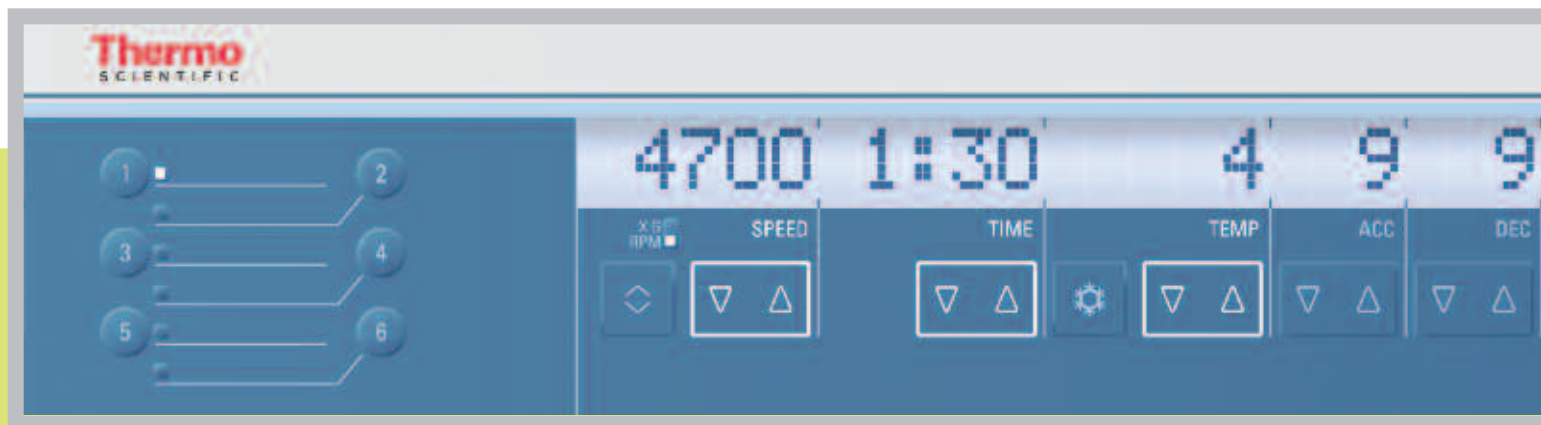 Thermo
SCIENTIFIC
4700 1:30 4 9 9
1 2
3 4
5 6
X G
RPM
SPEED TIME TEMP ACC DEC